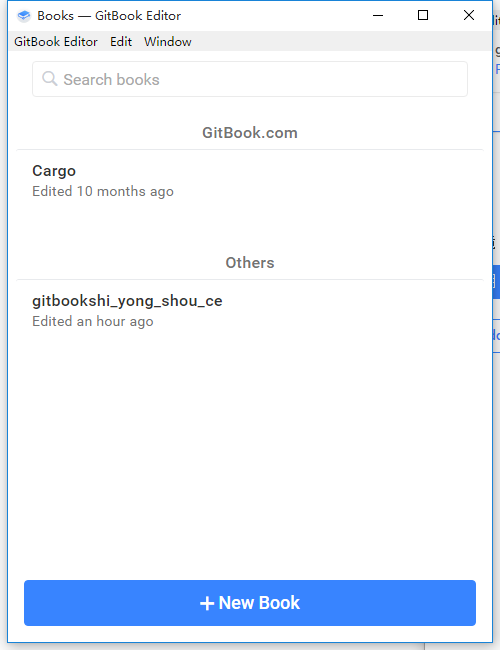 Books — GitBook Editor
GitBook Editor Edit Window
Search books
GitBook.com
Cargo
Edited 10 months ago
Others
gitbookshi_yong_shou_ce
Edited an hour ago
+ New Book